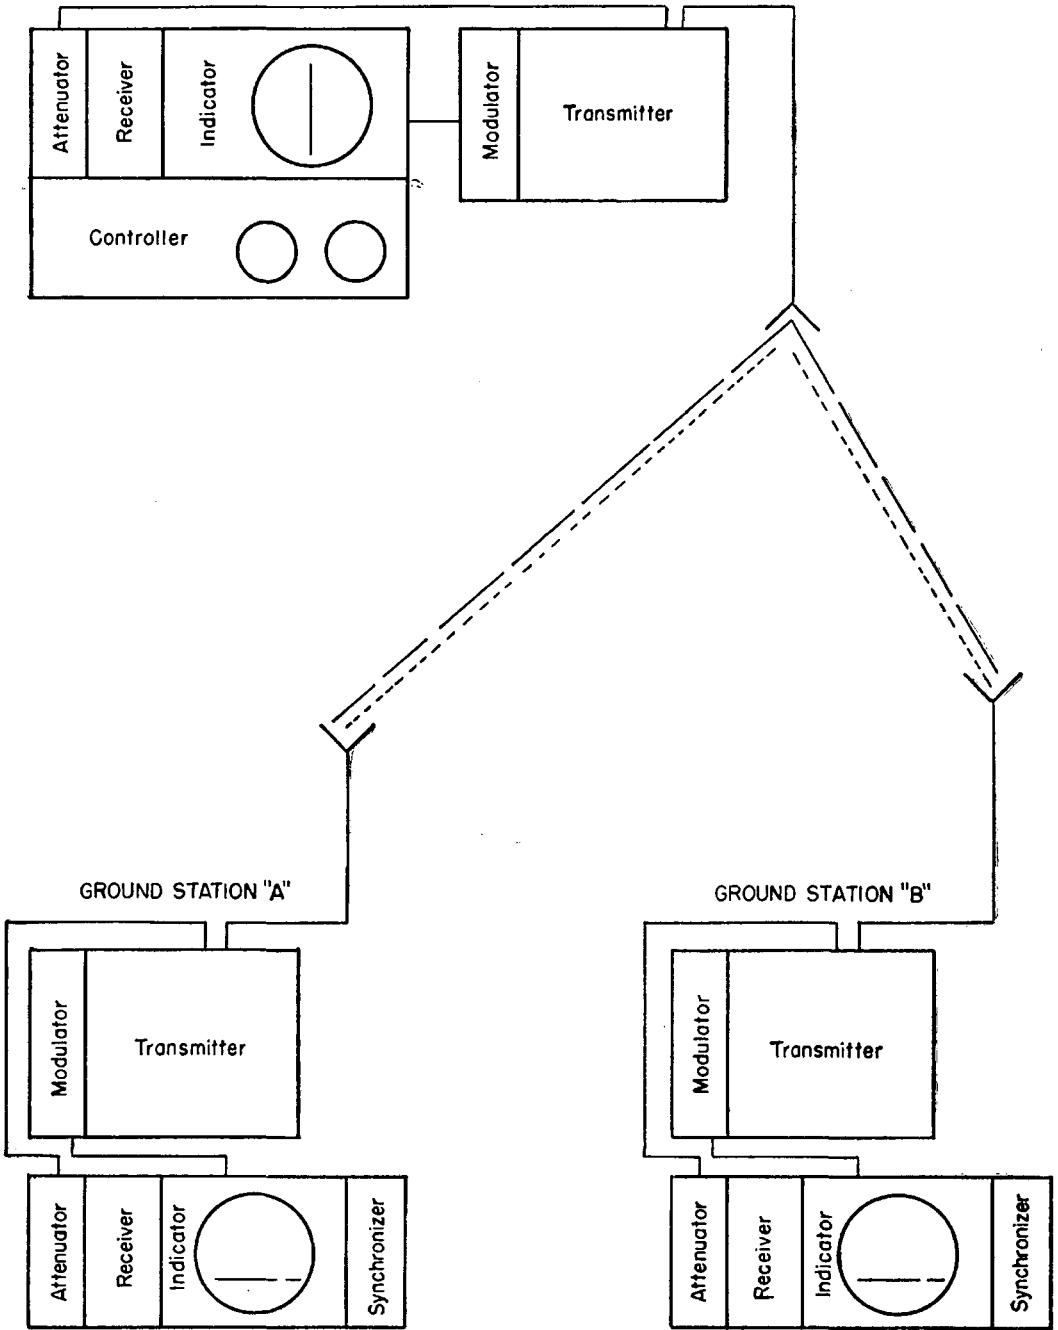 Attenuator
Receiver
Indicator
Modulator
Transmitter
Controller
GROUND STATION "A"
Modulator
Transmitter
Attenuator
Receiver
Indicator
Synchronizer
GROUND STATION "B"
Modulator
Transmitter
Attenuator
Receiver
Indicator
Synchronizer